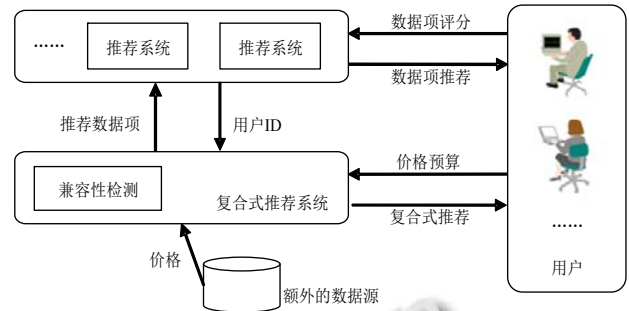 数据项评分
…… 推荐系统 推荐系统
数据项推荐
推荐数据项 用户ID
价格预算
兼容性检测 复合式推荐系统
复合式推荐
……
价格
用户
额外的数据源